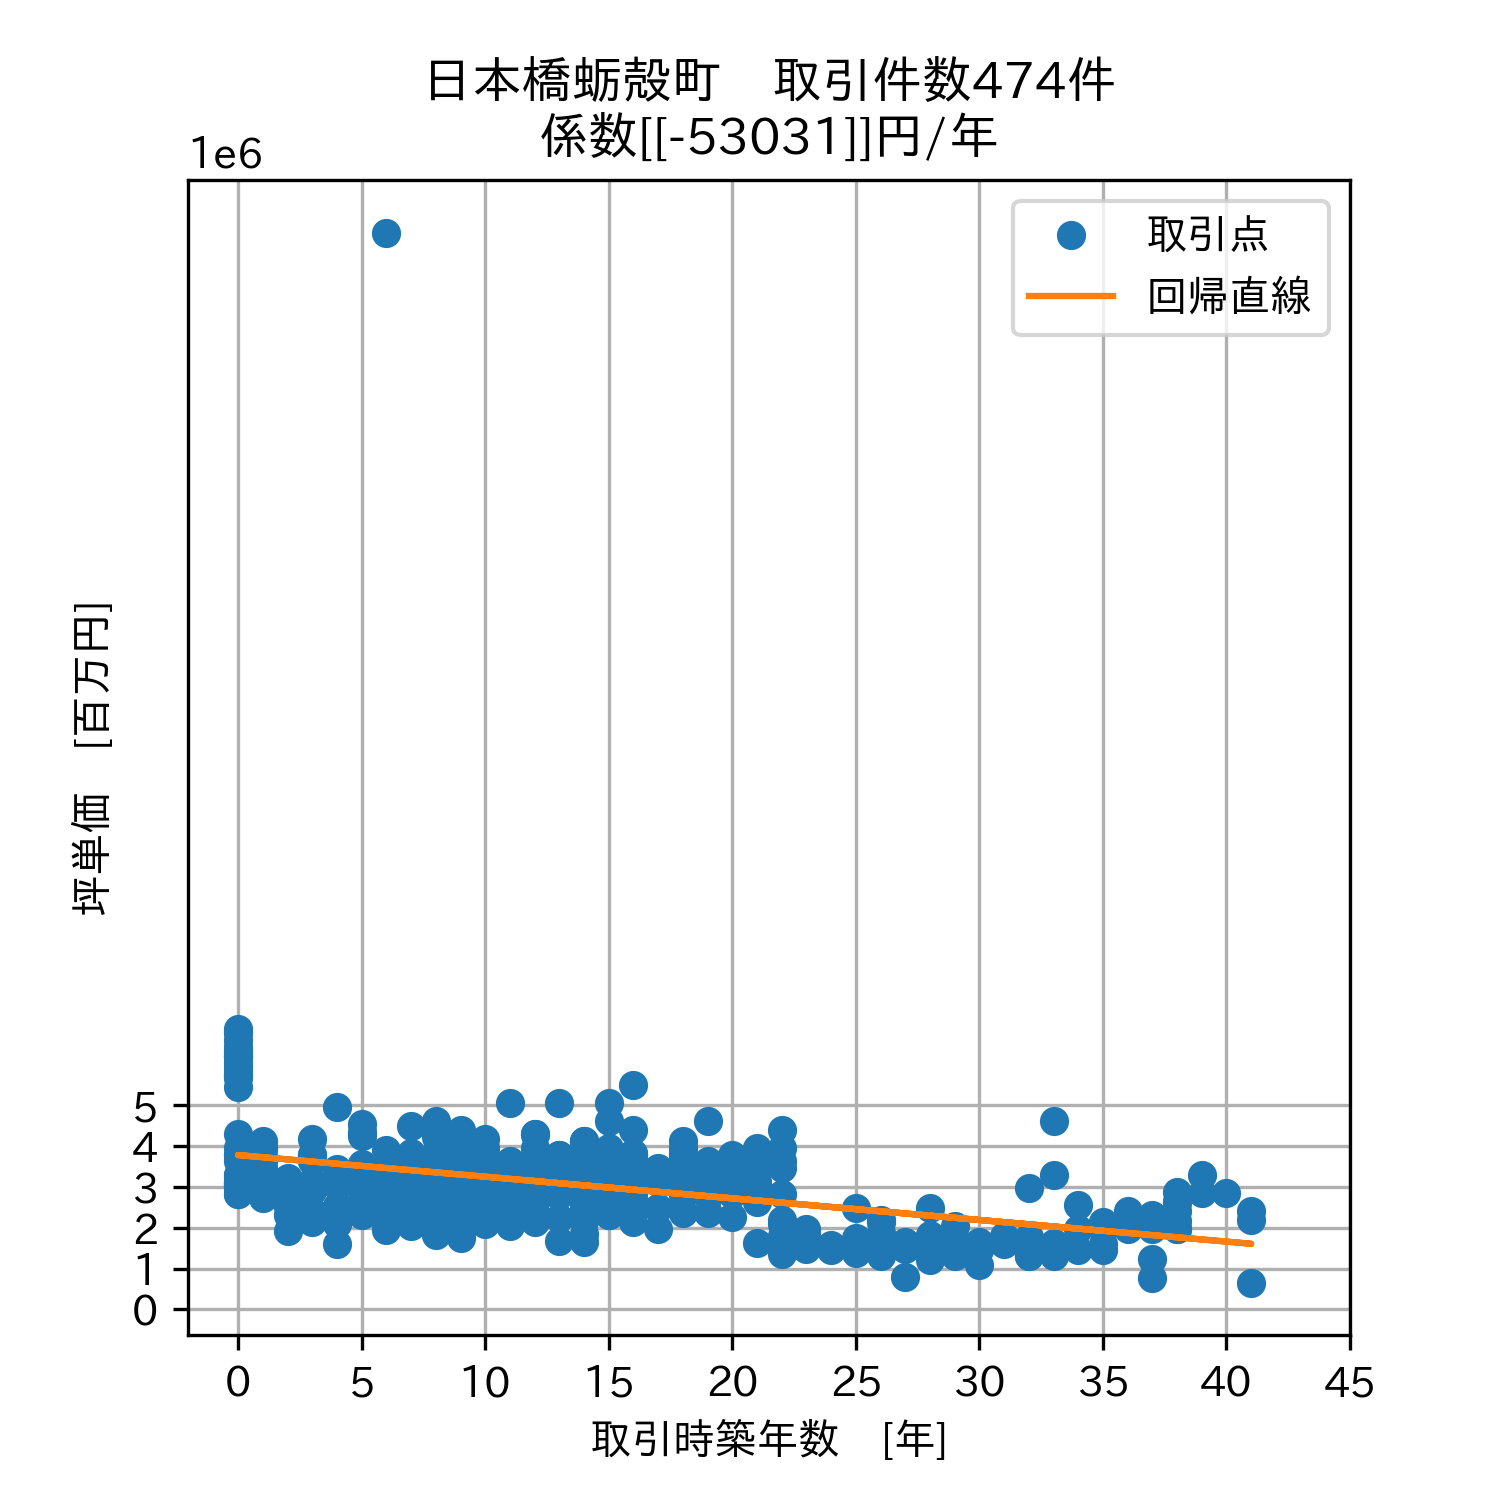 日本橋蛎殻町　取引件数474件
係数[[-53031]]円/年
1e6
取引点
回帰直線
坪単価　[百万円]
5
4
3
2
1
0
0 5 10 15 20 25 30 35 40 45
取引時築年数　[年]